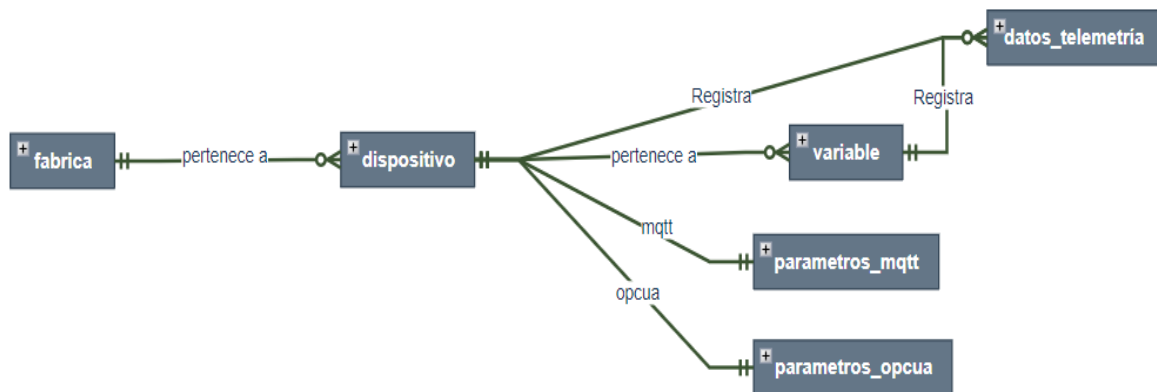 datos_telemetría
Registra
Registra
fabrica
pertenece a
dispositivo
pertenece a
variable
mqtt
parametros_mqtt
opcua
parametros_opcua